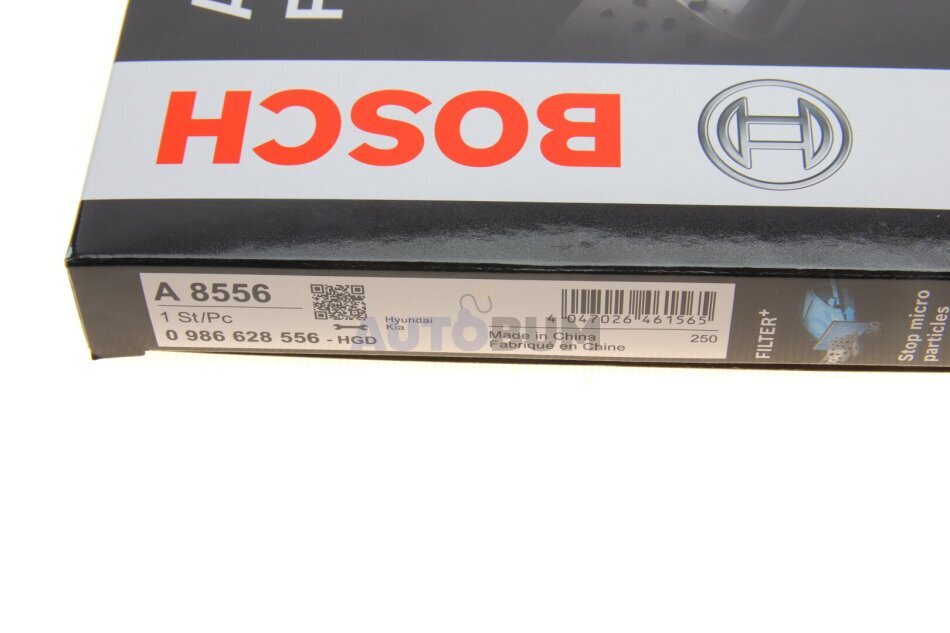 BOSCH
A 8556
1 St/Pc
0 986 628 556 - HGD
Hyundai
Kia
4 047026 461565
Made in China
Fabriqué en Chine
250
AUTOBUM
FILTER+
Stop micro
particles